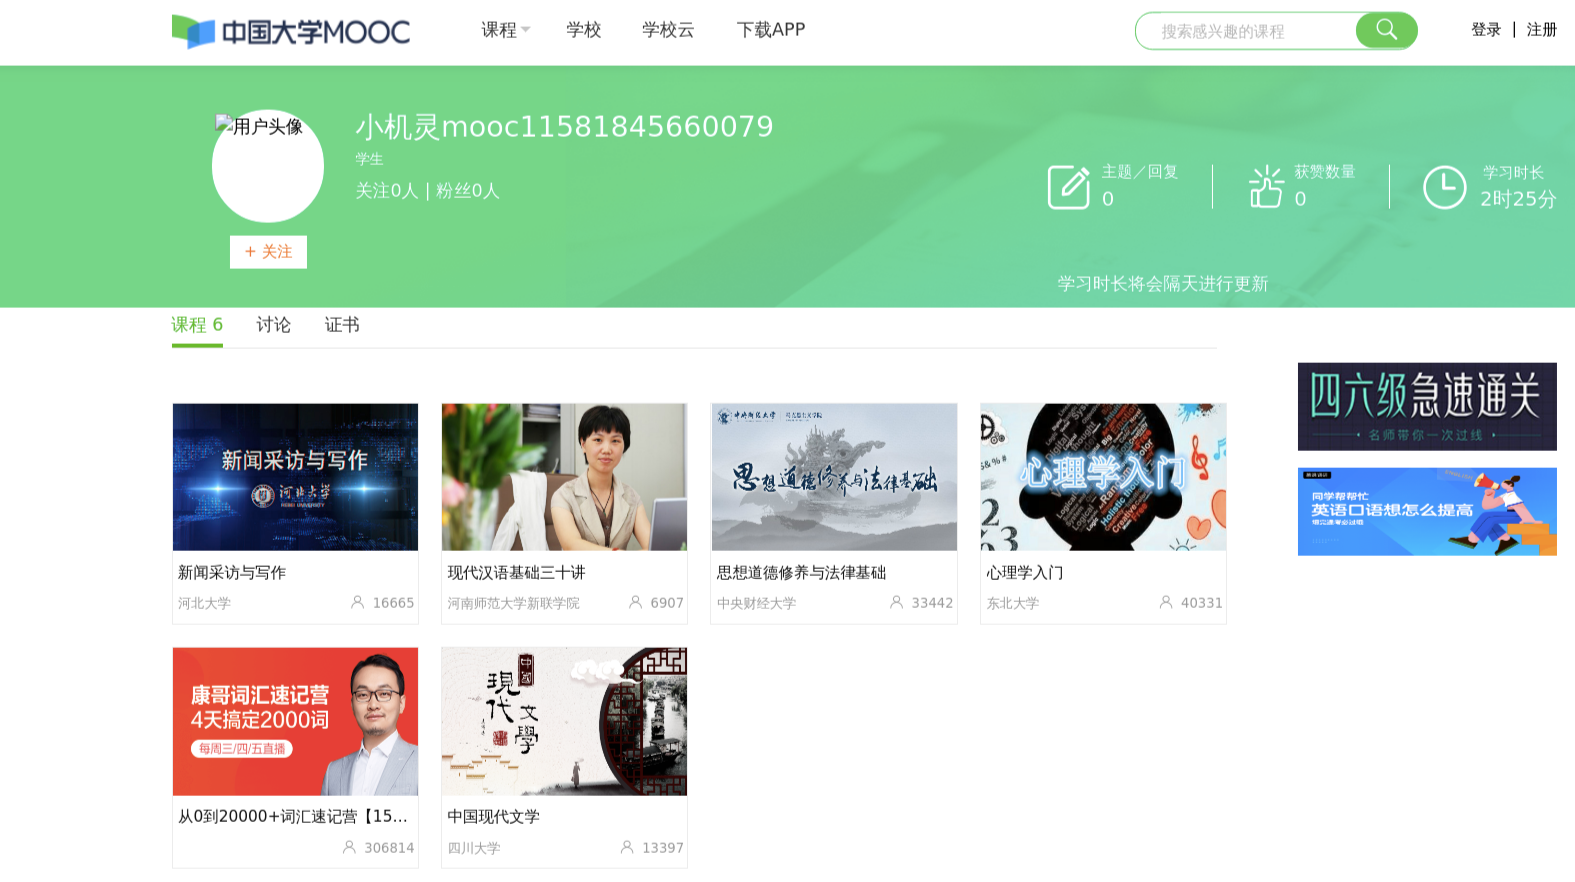 中国大学MOOC
课程 学校 学校云 下载APP
搜索感兴趣的课程
登录 | 注册
用户头像
小机灵mooc11581845660079
学生
关注0人 | 粉丝0人
+ 关注
主题／回复
0
获赞数量
0
学习时长
2时25分
学习时长将会隔天进行更新
课程 6 讨论 证书
四六级急速通关
名师带你一次过线
同学帮帮忙
英语口语想怎么提高
新闻采访与写作
河北大学
HEBEI UNIVERSITY
新闻采访与写作
河北大学 16665
现代汉语基础三十讲
河南师范大学新联学院 6907
中央财经大学
思想道德修养与法律基础
思想道德修养与法律基础
中央财经大学 33442
心理学入门
心理学入门
东北大学 40331
康哥词汇速记营
4天搞定2000词
每周三/四/五直播
从0到20000+词汇速记营【15...
306814
中國
現代
文學
中国现代文学
四川大学 13397